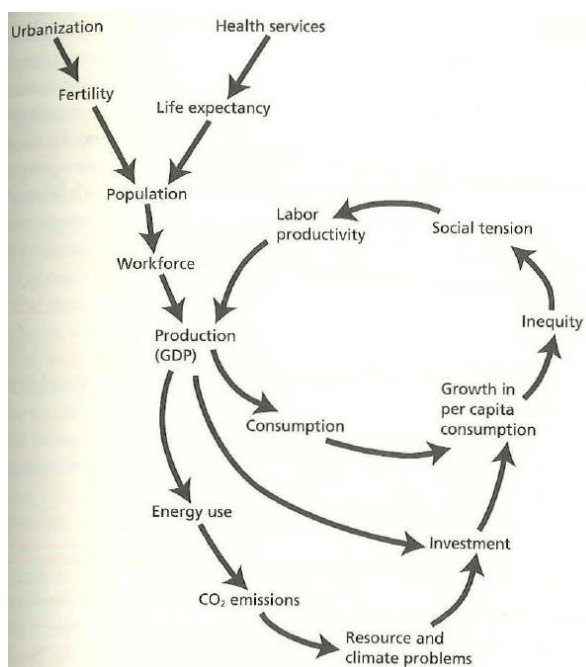 Urbanization
Health services
Fertility
Life expectancy
Population
Labor
productivity
Social tension
Workforce
Inequity
Production
(GDP)
Growth in
per capita
consumption
Consumption
Energy use
Investment
CO₂ emissions
Resource and
climate problems